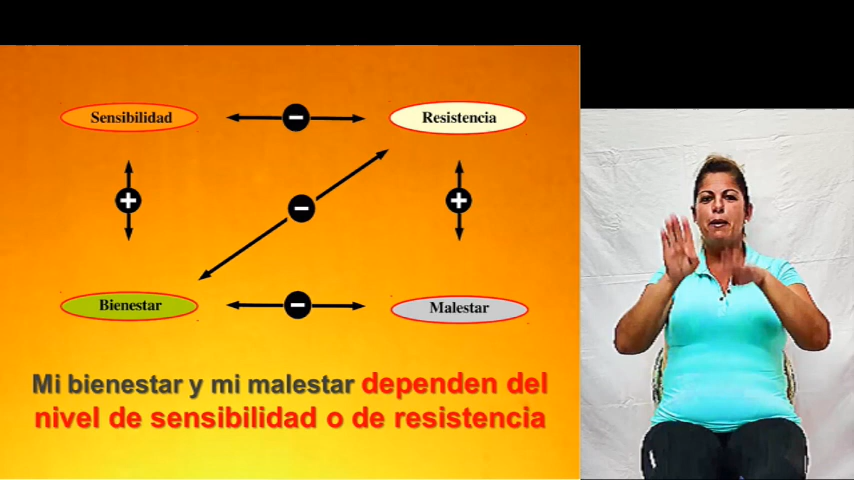 Sensibilidad
Resistencia
Bienestar
Malestar
Mi bienestar y mi malestar dependen del
nivel de sensibilidad o de resistencia